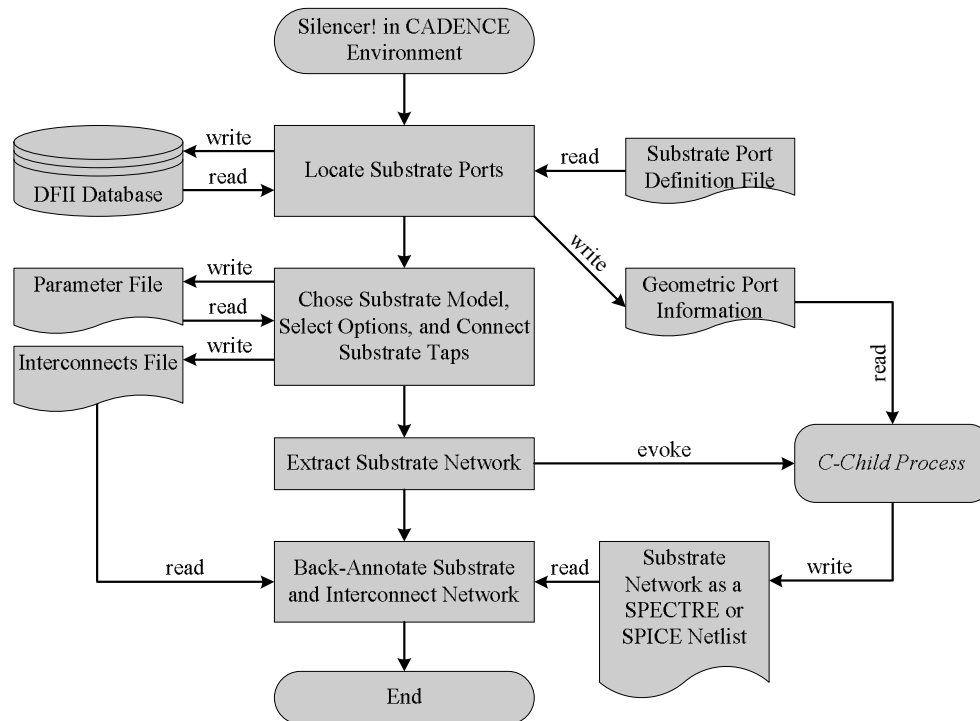 Silencer! in CADENCE
Environment
write
read
DFII Database
Locate Substrate Ports
read
Substrate Port
Definition File
write
Parameter File
write
read
Chose Substrate Model,
Select Options, and Connect
Substrate Taps
Geometric Port
Information
Interconnects File
write
read
Extract Substrate Network
evoke
C-Child Process
read
Back-Annotate Substrate
and Interconnect Network
read
Substrate
Network as a
SPECTRE or
SPICE Netlist
write
End